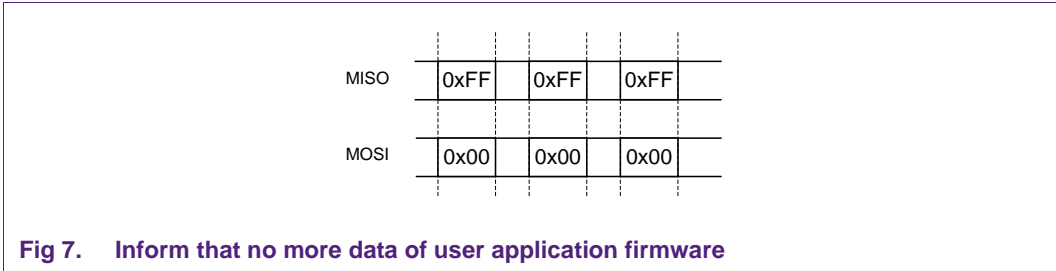 MISO 0xFF 0xFF 0xFF
MOSI 0x00 0x00 0x00
Fig 7. Inform that no more data of user application firmware